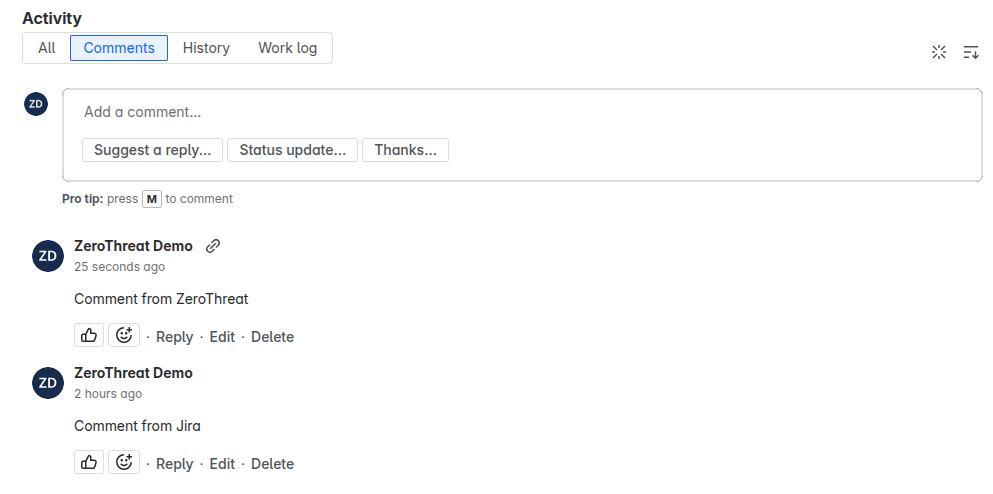 Activity
All Comments History Work log
ZD Add a comment...
Suggest a reply... Status update... Thanks...
Pro tip: press M to comment
ZD ZeroThreat Demo
25 seconds ago
Comment from ZeroThreat
· Reply · Edit · Delete
ZD ZeroThreat Demo
2 hours ago
Comment from Jira
· Reply · Edit · Delete